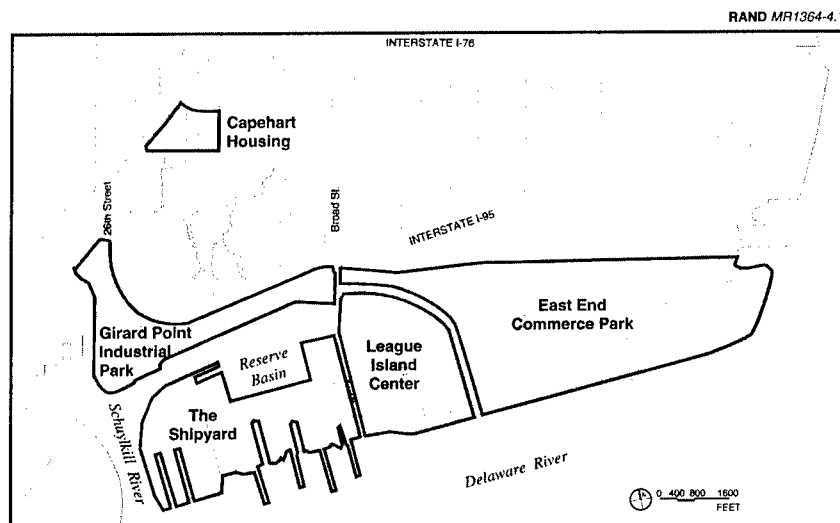 RAND MR1364-4.1
INTERSTATE I-76
Capehart
Housing
26th Street
Broad St.
INTERSTATE I-95
East End
Commerce Park
Girard Point
Industrial
Park
Reserve
Basin
League
Island
Center
The
Shipyard
Schuylkill River
Delaware River
0 400 800 1600
FEET